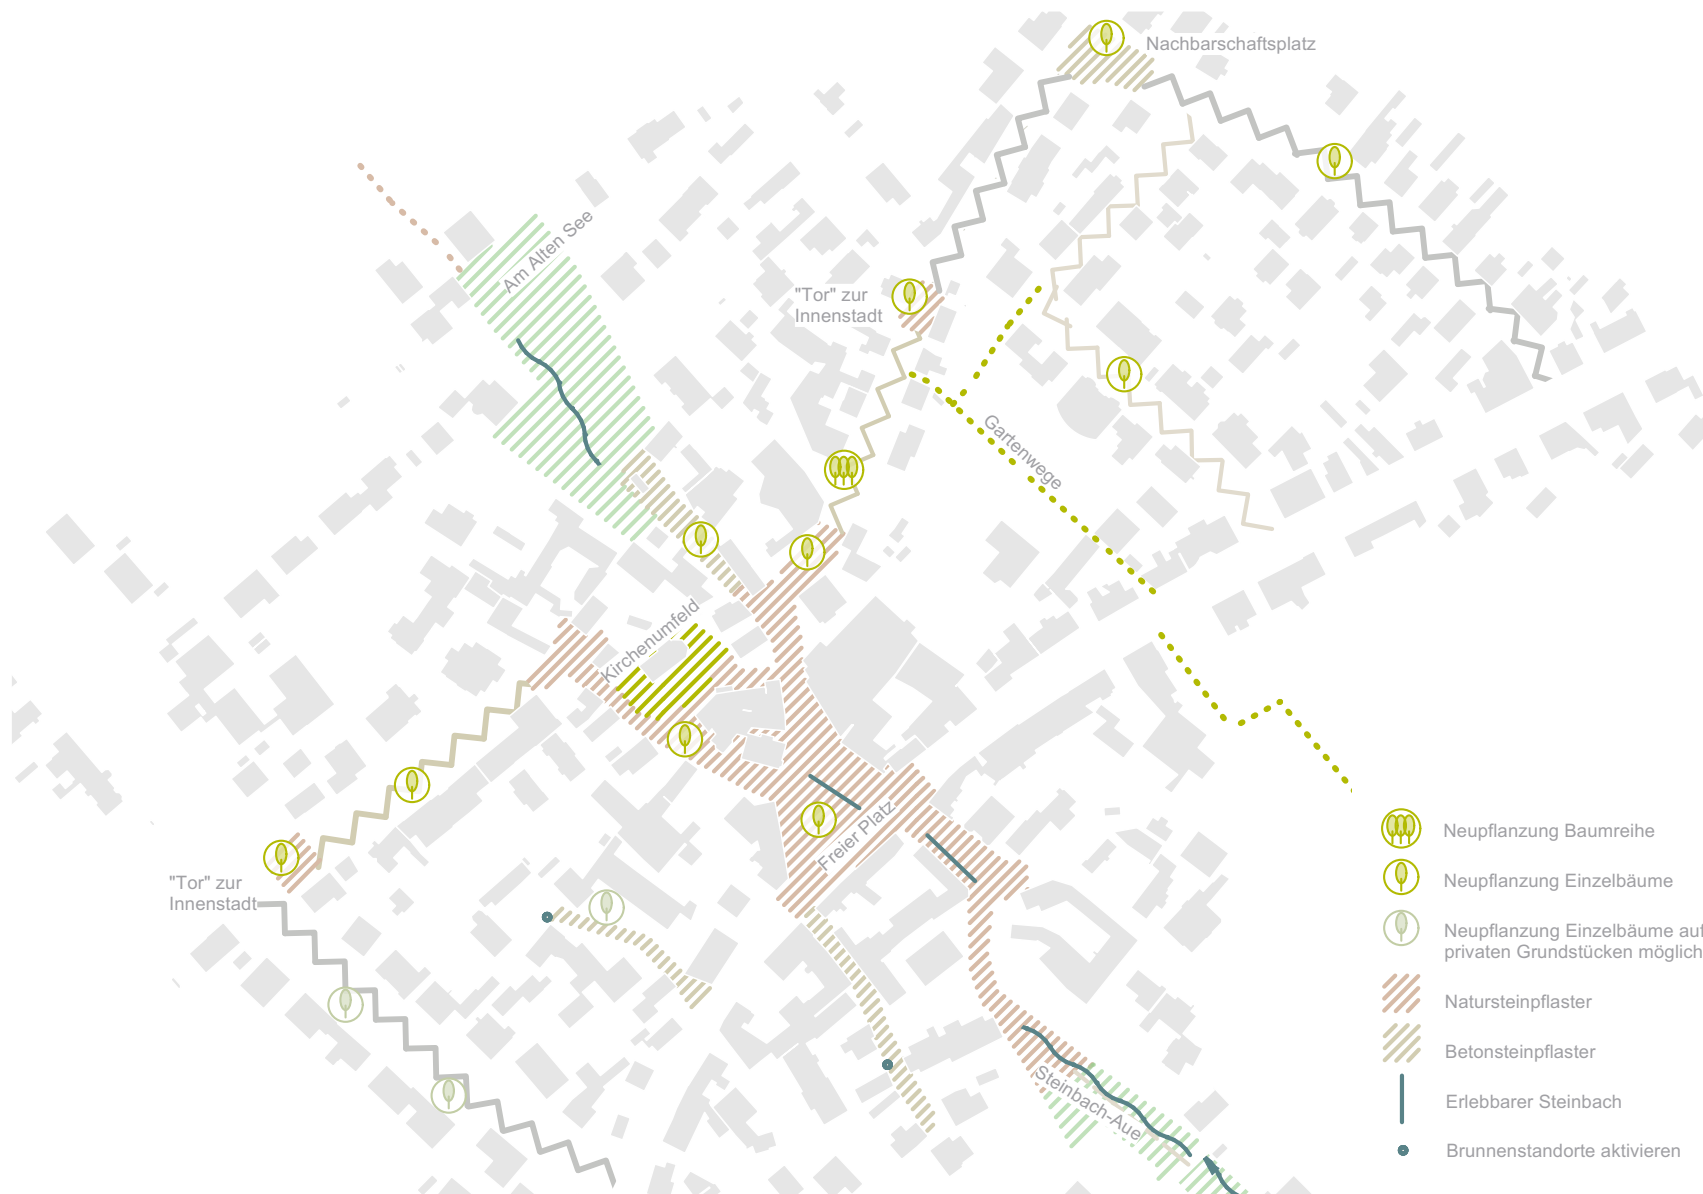 Nachbarschaftsplatz
Am Alten See
"Tor" zur
Innenstadt
Gartenwege
Kirchenumfeld
Freier Platz
"Tor" zur
Innenstadt
Steinbach-Aue
Neupflanzung Baumreihe
Neupflanzung Einzelbäume
Neupflanzung Einzelbäume auf
privaten Grundstücken möglich
Natursteinpflaster
Betonsteinpflaster
Erlebbarer Steinbach
Brunnenstandorte aktivieren